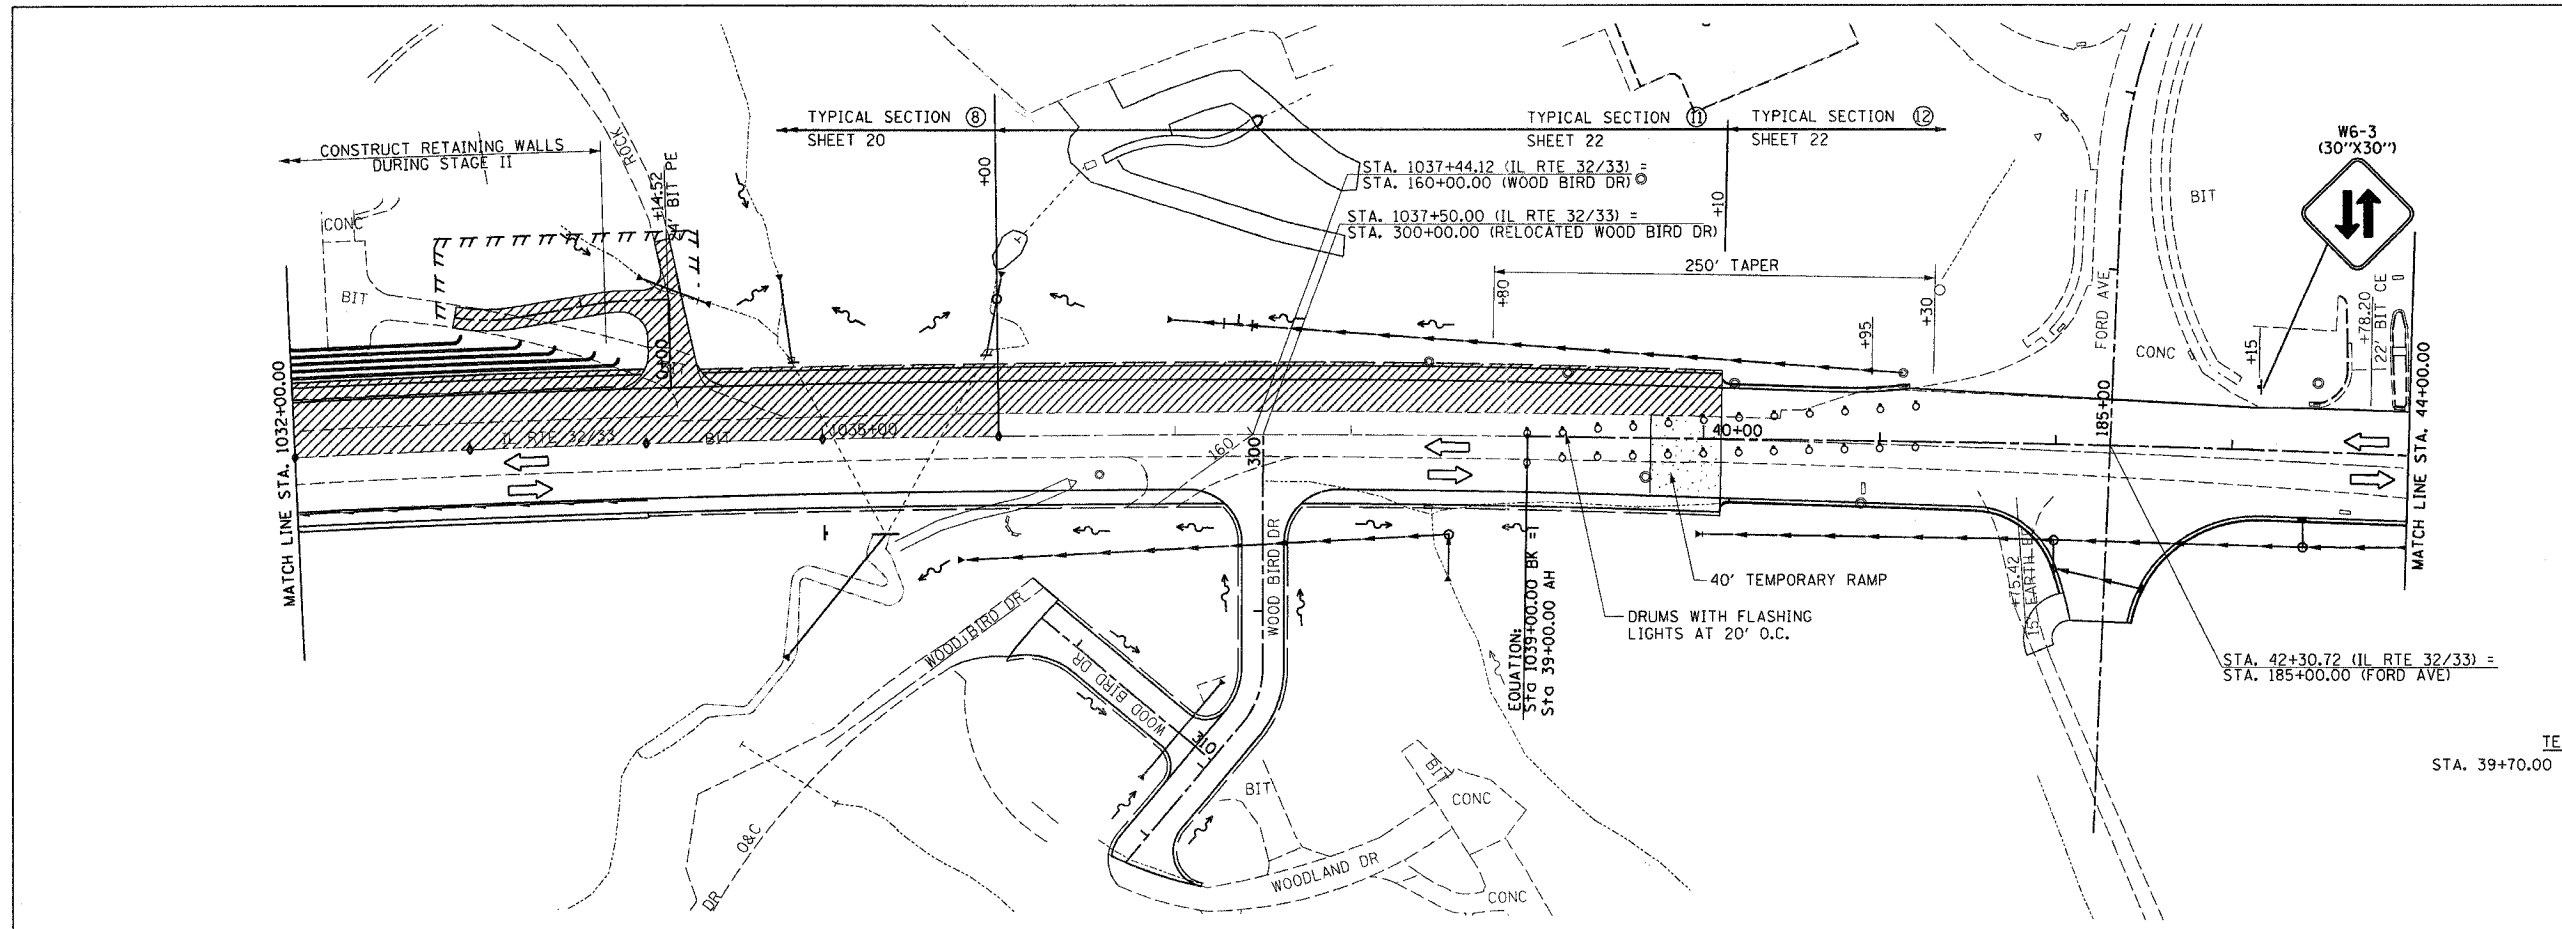 TYPICAL SECTION 8
SHEET 20
TYPICAL SECTION 11
SHEET 22
TYPICAL SECTION 12
SHEET 22
CONSTRUCT RETAINING WALLS
DURING STAGE II
ROCK
+14.52
BIT PE
+00
STA. 1037+44.12 (IL RTE 32/33) =
STA. 160+00.00 (WOOD BIRD DR)
STA. 1037+50.00 (IL RTE 32/33) =
STA. 300+00.00 (RELOCATED WOOD BIRD DR)
+10
W6-3
(30"X30")
BIT
CONC
BIT
250' TAPER
+80
+95
+30
FORD AVE
CONC
+15
+78.20
22' BIT CE
MATCH LINE STA. 1032+00.00
MATCH LINE STA. 44+00.00
IL RTE 32/33
BIT
1035+00
160
300
40+00
185+00
WOOD BIRD DR
40' TEMPORARY RAMP
DRUMS WITH FLASHING
LIGHTS AT 20' O.C.
EQUATION:
Sta 1039+00.00 BK =
Sta 39+00.00 AH
+75.42
15' EARTH
STA. 42+30.72 (IL RTE 32/33) =
STA. 185+00.00 (FORD AVE)
WOOD BIRD DR
WOOD BIRD DR
310
TE
STA. 39+70.00
BIT
BIT
CONC
O&C
DR
WOODLAND DR
CONC